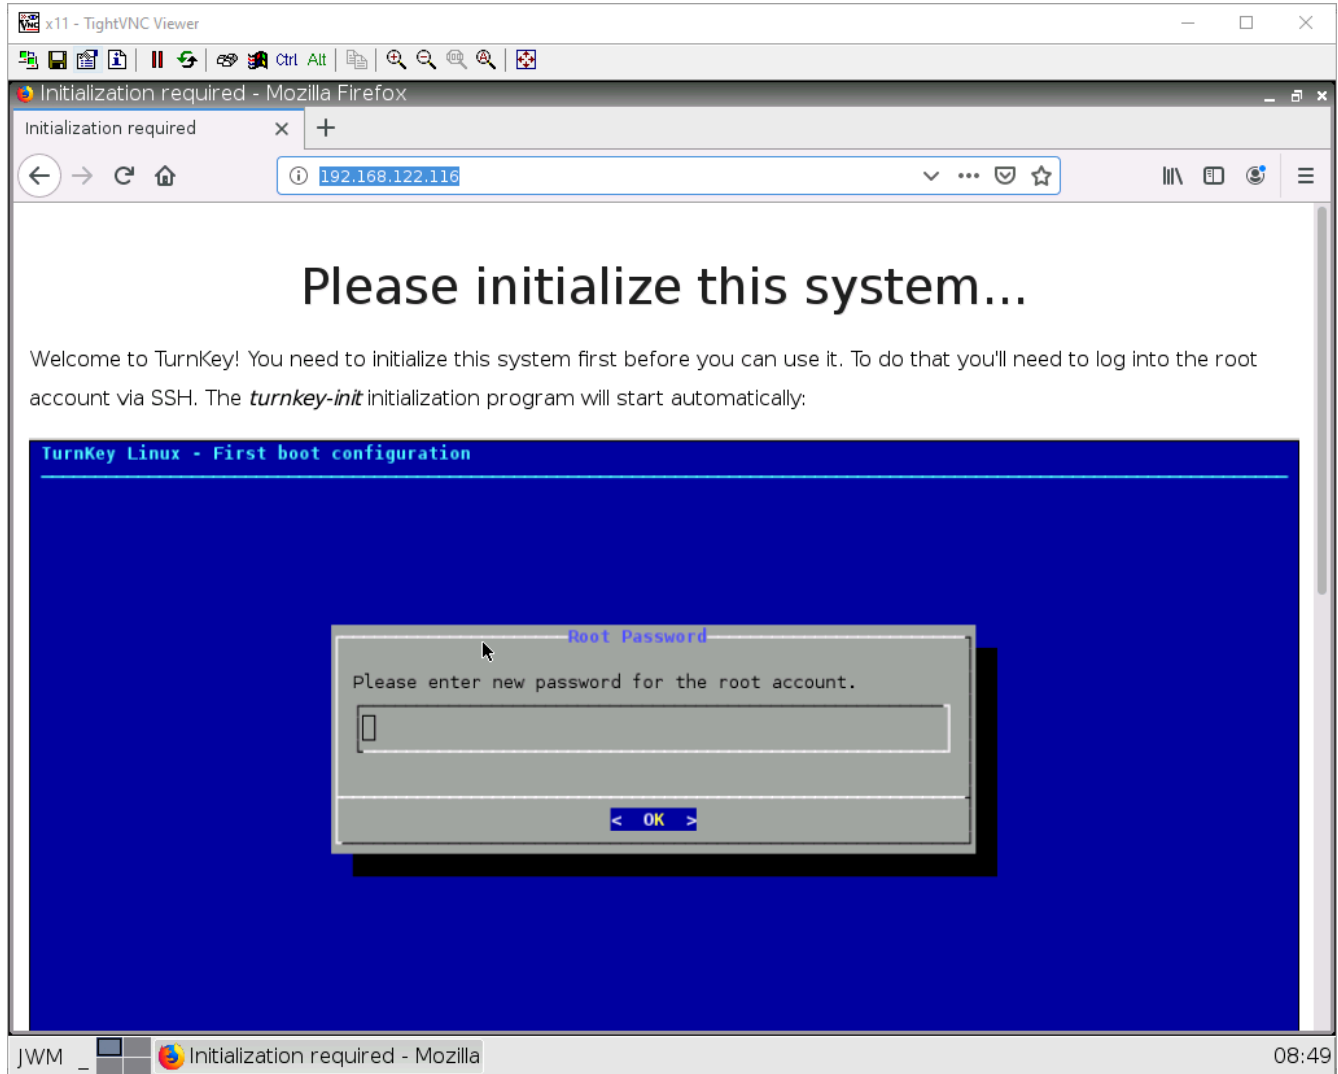 x11 - TightVNC Viewer
Ctrl Alt
Initialization required - Mozilla Firefox
Initialization required
192.168.122.116
Please initialize this system...
Welcome to TurnKey! You need to initialize this system first before you can use it. To do that you'll need to log into the root
account via SSH. The turnkey-init initialization program will start automatically:
TurnKey Linux - First boot configuration
Root Password
Please enter new password for the root account.
< OK >
JWM _ Initialization required - Mozilla 08:49